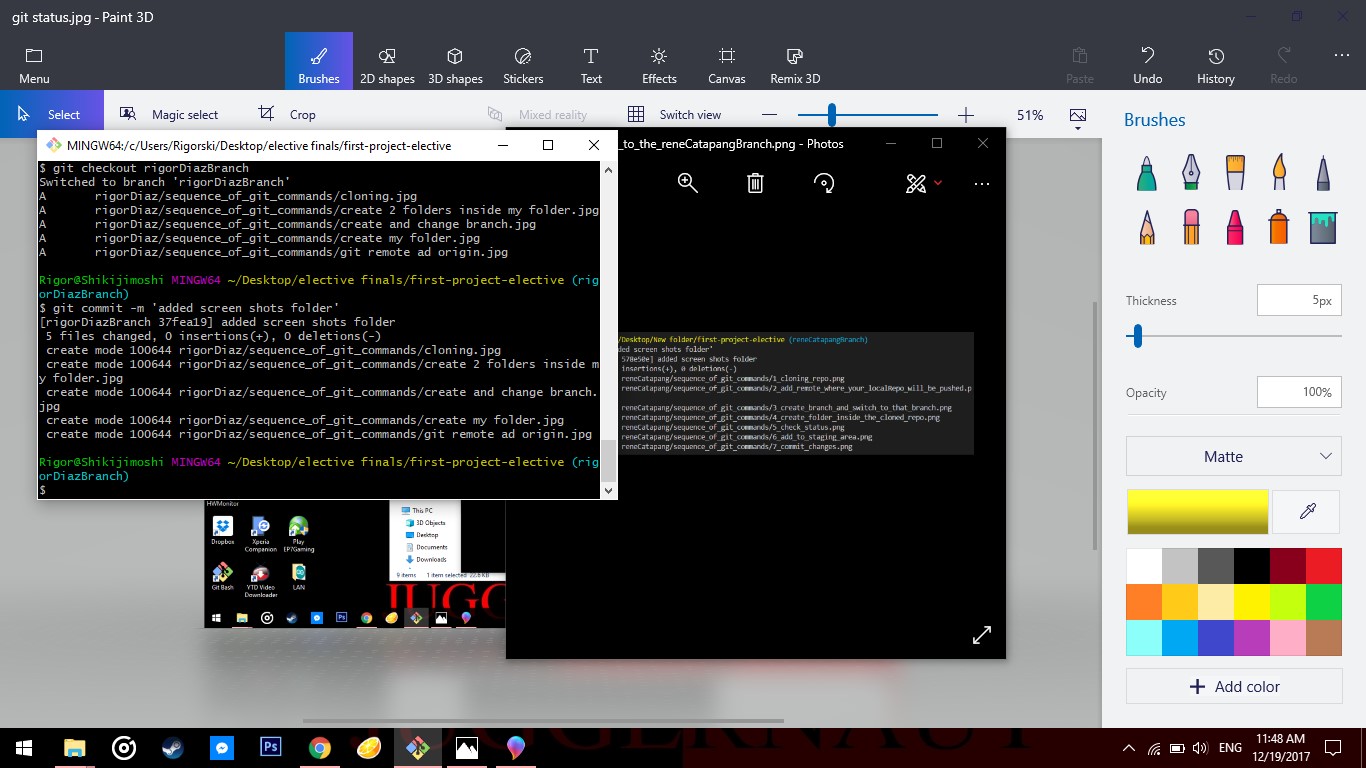 git status.jpg - Paint 3D
Menu
Brushes
2D shapes
3D shapes
Stickers
Text
Effects
Canvas
Remix 3D
Paste
Undo
History
Redo
Select
Magic select
Crop
Mixed reality
Switch view
51%
MINGW64:/c/Users/Rigorski/Desktop/elective finals/first-project-elective
$ git checkout rigorDiazBranch
Switched to branch 'rigorDiazBranch'
A       rigorDiaz/sequence_of_git_commands/cloning.jpg
A       rigorDiaz/sequence_of_git_commands/create 2 folders inside my folder.jpg
A       rigorDiaz/sequence_of_git_commands/create and change branch.jpg
A       rigorDiaz/sequence_of_git_commands/create my folder.jpg
A       rigorDiaz/sequence_of_git_commands/git remote ad origin.jpg
Rigor@Shikijimoshi MINGW64 ~/Desktop/elective finals/first-project-elective (rig
orDiazBranch)
$ git commit -m 'added screen shots folder'
[rigorDiazBranch 37fea19] added screen shots folder
 5 files changed, 0 insertions(+), 0 deletions(-)
 create mode 100644 rigorDiaz/sequence_of_git_commands/cloning.jpg
 create mode 100644 rigorDiaz/sequence_of_git_commands/create 2 folders inside m
y folder.jpg
 create mode 100644 rigorDiaz/sequence_of_git_commands/create and change branch.
jpg
 create mode 100644 rigorDiaz/sequence_of_git_commands/create my folder.jpg
 create mode 100644 rigorDiaz/sequence_of_git_commands/git remote ad origin.jpg
Rigor@Shikijimoshi MINGW64 ~/Desktop/elective finals/first-project-elective (rig
orDiazBranch)
$
_to_the_reneCatapangBranch.png - Photos
/Desktop/New folder/first-project-elective (reneCatapangBranch)
ded screen shots folder'
578e50e] added screen shots folder
insertions(+), 0 deletions(-)
reneCatapang/sequence_of_git_commands/1_cloning_repo.png
reneCatapang/sequence_of_git_commands/2_add_remote_where_your_localRepo_will_be_pushed.p
reneCatapang/sequence_of_git_commands/3_create_branch_and_switch_to_that_branch.png
reneCatapang/sequence_of_git_commands/4_create_folder_inside_the_cloned_repo.png
reneCatapang/sequence_of_git_commands/5_check_status.png
reneCatapang/sequence_of_git_commands/6_add_to_staging_area.png
reneCatapang/sequence_of_git_commands/7_commit_changes.png
HWMonitor
Dropbox
Xperia Companion
Play EP7Gaming
Git Bash
YTD Video Downloader
LAN
This PC
3D Objects
Desktop
Documents
Downloads
9 items
1 item selected 22.6 KB
JUGG
Brushes
Thickness
5px
Opacity
100%
Matte
Add color
JUGGERNAUT
ENG
11:48 AM
12/19/2017